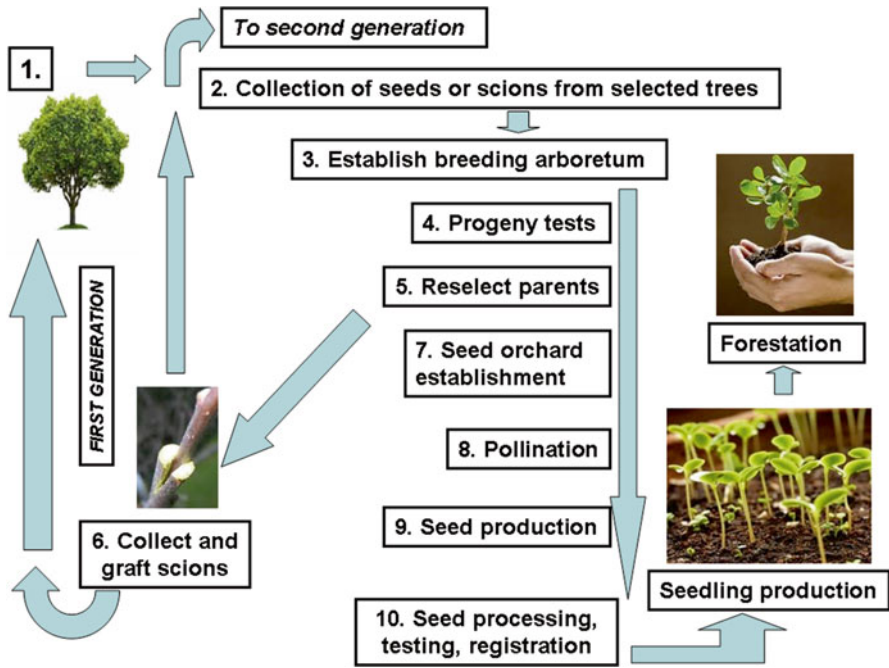 To second generation
1.
2. Collection of seeds or scions from selected trees
3. Establish breeding arboretum
4. Progeny tests
5. Reselect parents
FIRST GENERATION
6. Collect and
graft scions
7. Seed orchard
establishment
8. Pollination
9. Seed production
10. Seed processing,
testing, registration
Seedling production
Forestation